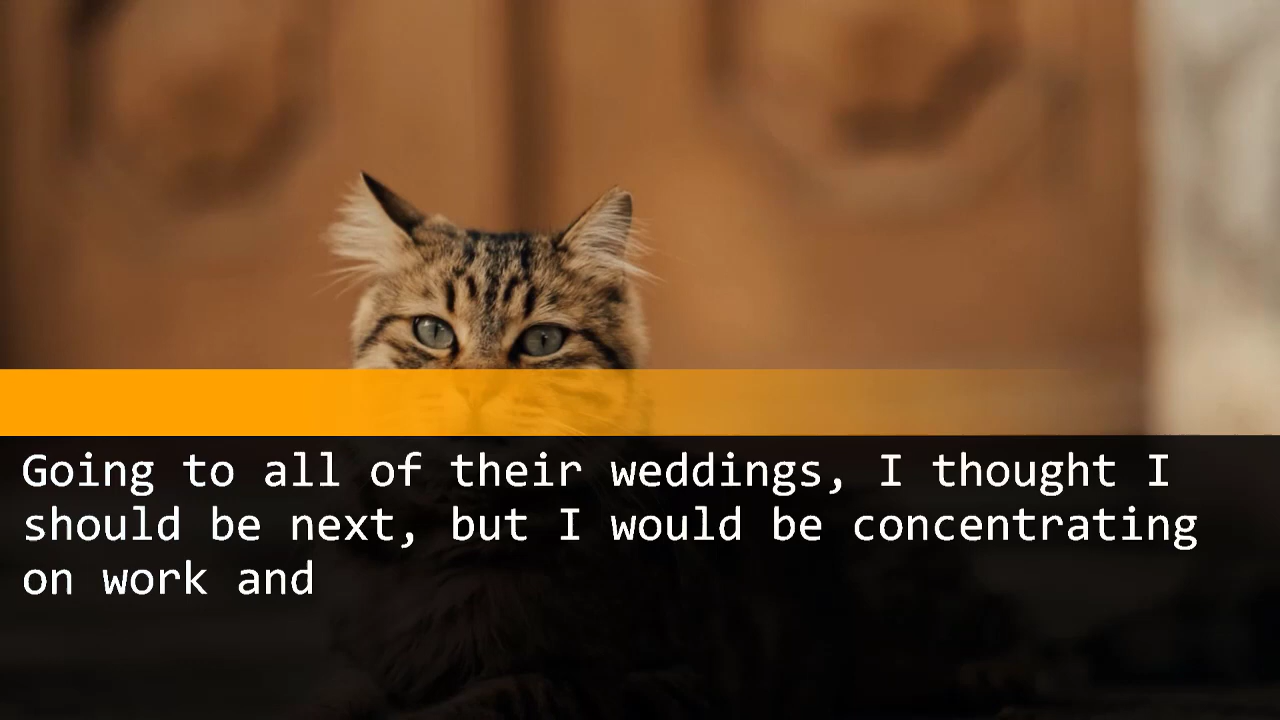 Going to all of their weddings, I thought I
should be next, but I would be concentrating
on work and